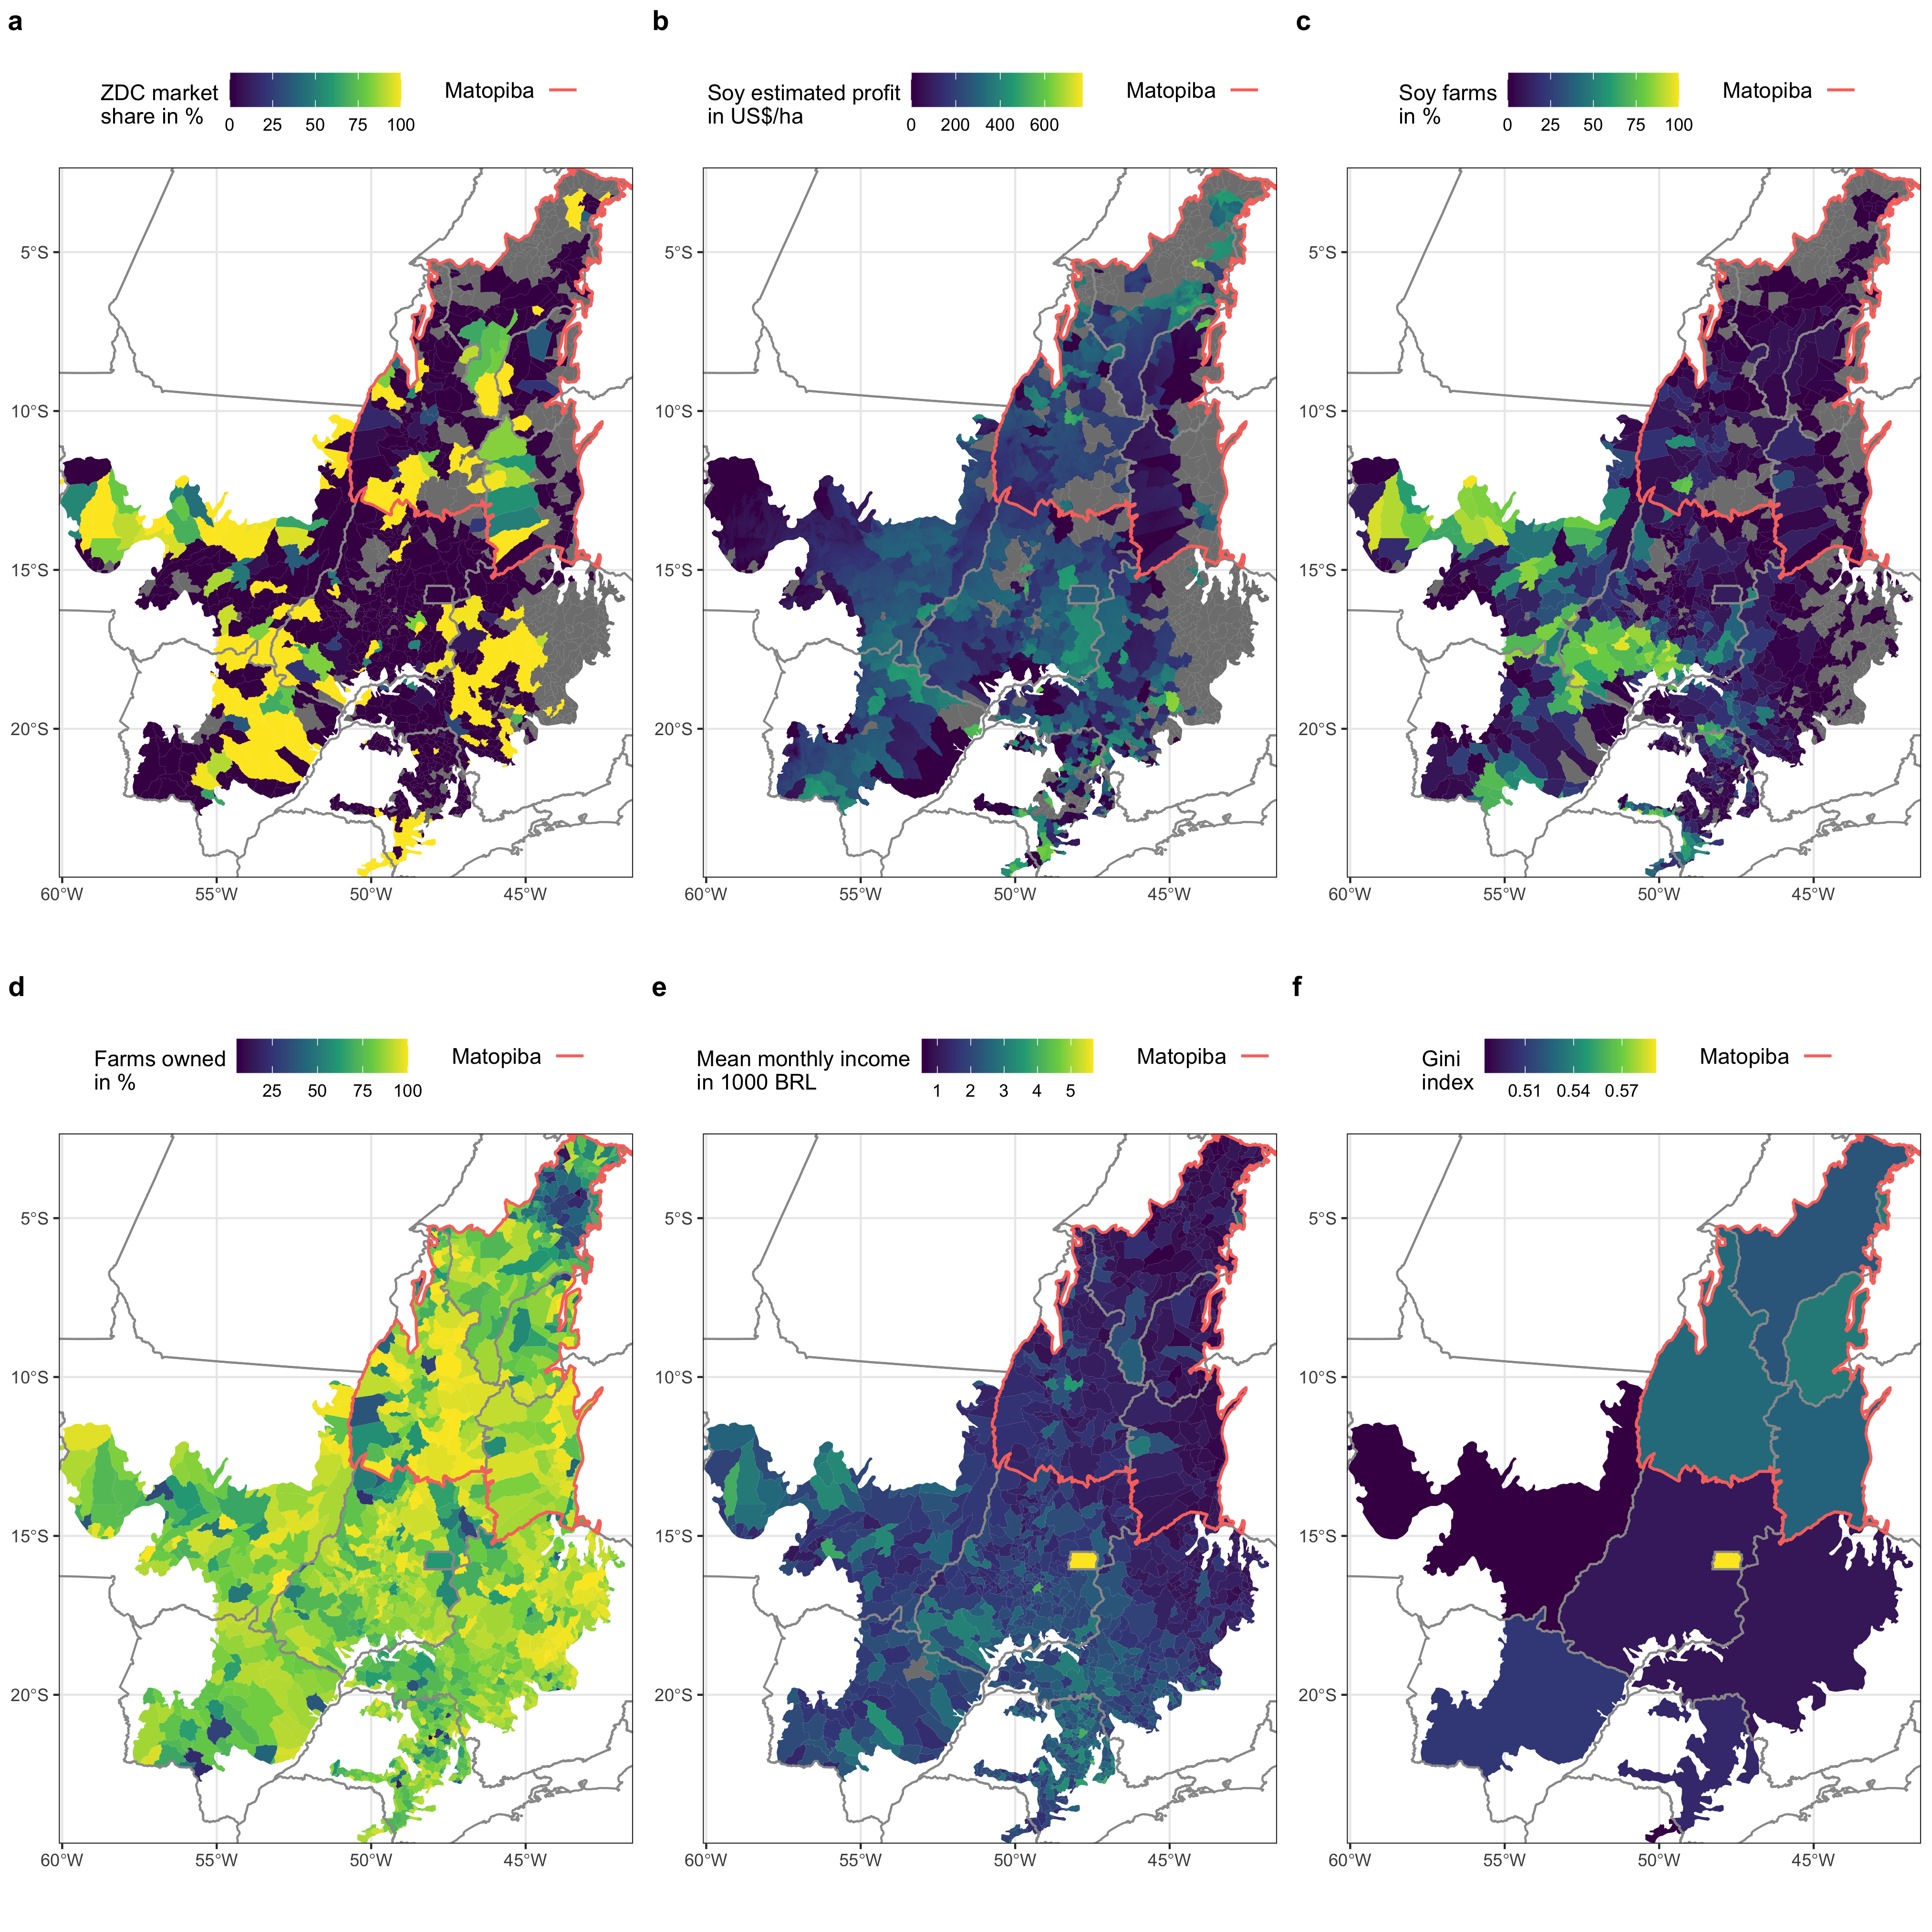 a
ZDC market
share in %
0 25 50 75 100
Matopiba
b
Soy estimated profit
in US$/ha
0 200 400 600
Matopiba
c
Soy farms
in %
0 25 50 75 100
Matopiba
5°S
10°S
15°S
20°S
60°W 55°W 50°W 45°W
5°S
10°S
15°S
20°S
60°W 55°W 50°W 45°W
5°S
10°S
15°S
20°S
60°W 55°W 50°W 45°W
d
Farms owned
in %
25 50 75 100
Matopiba
e
Mean monthly income
in 1000 BRL
1 2 3 4 5
Matopiba
f
Gini
index
0.51 0.54 0.57
Matopiba
5°S
10°S
15°S
20°S
60°W 55°W 50°W 45°W
5°S
10°S
15°S
20°S
60°W 55°W 50°W 45°W
5°S
10°S
15°S
20°S
60°W 55°W 50°W 45°W